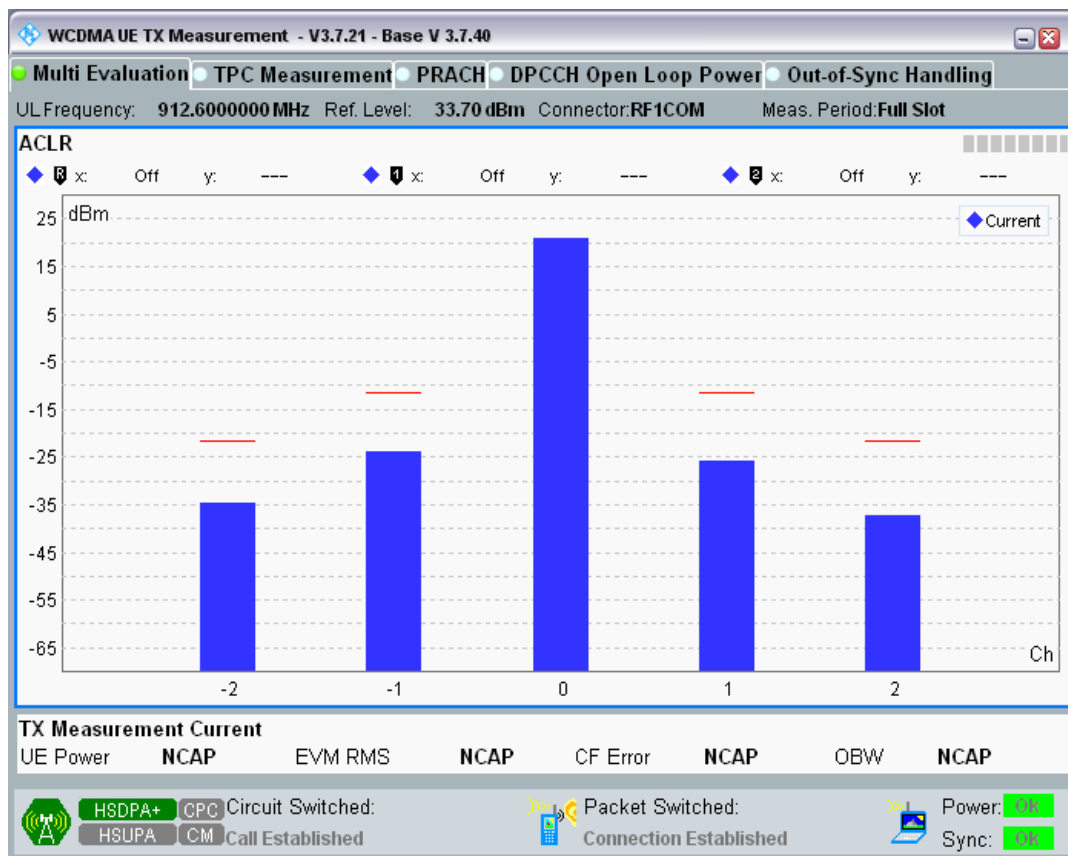 WCDMA UE TX Measurement - V3.7.21 - Base V 3.7.40
Multi Evaluation TPC Measurement PRACH DPCCH Open Loop Power Out-of-Sync Handling
UL Frequency: 912.6000000 MHz Ref. Level: 33.70 dBm Connector:RF1COM Meas. Period:Full Slot
ACLR
R x: Off y: --- 1 x: Off y: --- 2 x: Off y: ---
dBm
Current
25
15
5
-5
-15
-25
-35
-45
-55
-65
Ch
-2 -1 0 1 2
TX Measurement Current
UE Power NCAP EVM RMS NCAP CF Error NCAP OBW NCAP
HSDPA+ CPC Circuit Switched: Packet Switched: Power: OK
HSUPA CM Call Established Connection Established Sync: OK